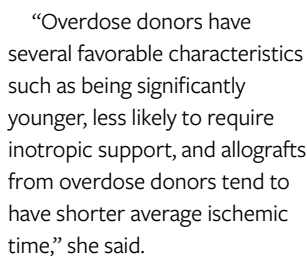 “Overdose donors have
several favorable characteristics
such as being significantly
younger, less likely to require
inotropic support, and allografts
from overdose donors tend to
have shorter average ischemic
time,” she said.